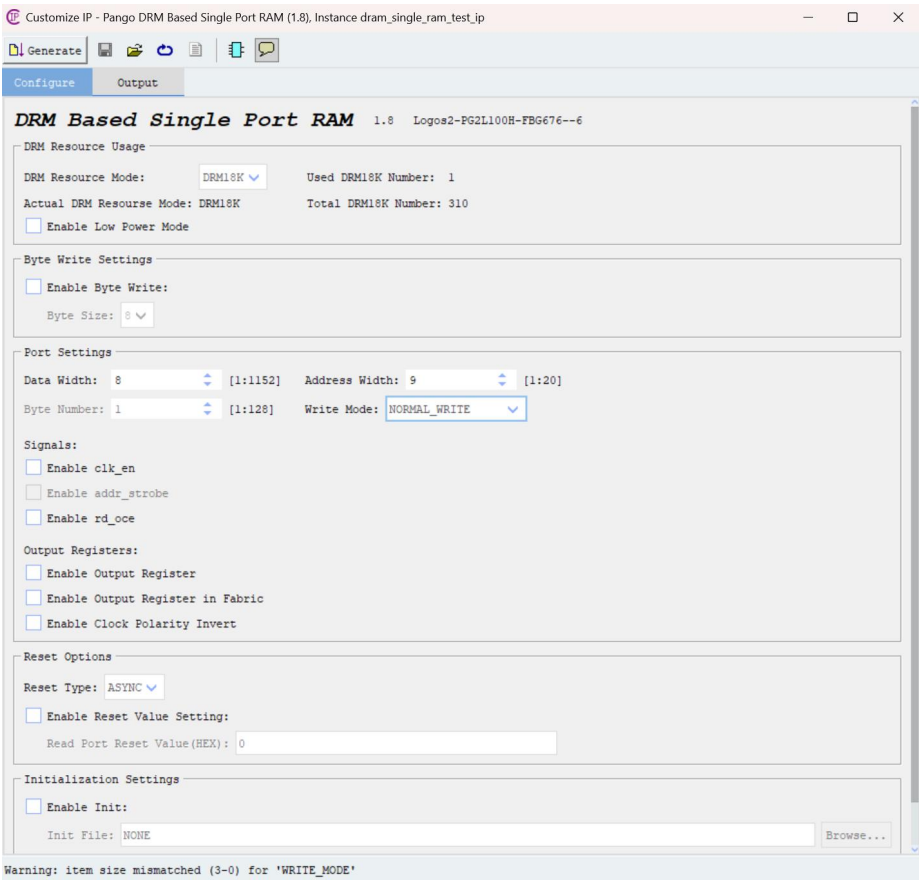 Customize IP - Pango DRM Based Single Port RAM (1.8), Instance dram_single_ram_test_ip
Generate
Configure Output
DRM Based Single Port RAM 1.8 Logos2-PG2L100H-FBG676--6
DRM Resource Usage
DRM Resource Mode: DRM18K Used DRM18K Number: 1
Actual DRM Resourse Mode: DRM18K Total DRM18K Number: 310
Enable Low Power Mode
Byte Write Settings
Enable Byte Write:
Byte Size: 8
Port Settings
Data Width: 8 [1:1152] Address Width: 9 [1:20]
Byte Number: 1 [1:128] Write Mode: NORMAL_WRITE
Signals:
Enable clk_en
Enable addr_strobe
Enable rd_oce
Output Registers:
Enable Output Register
Enable Output Register in Fabric
Enable Clock Polarity Invert
Reset Options
Reset Type: ASYNC
Enable Reset Value Setting:
Read Port Reset Value(HEX): 0
Initialization Settings
Enable Init:
Init File: NONE Browse...
Warning: item size mismatched (3-0) for 'WRITE_MODE'